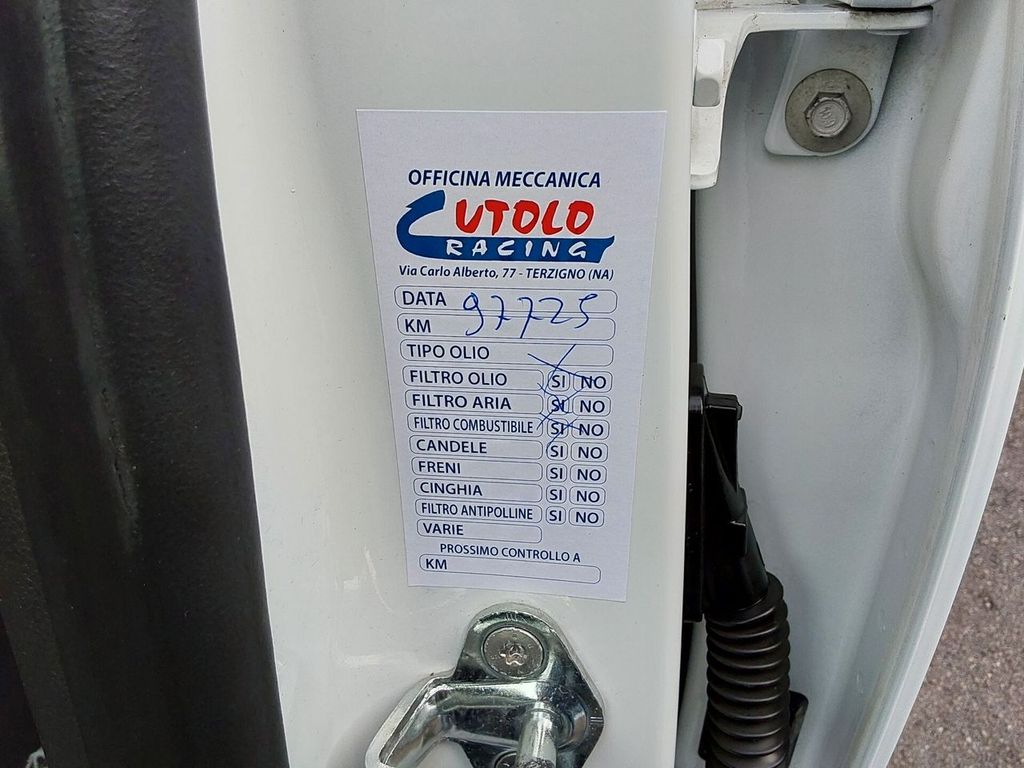 OFFICINA MECCANICA
CUTOLO
RACING
Via Carlo Alberto, 77 - TERZIGNO (NA)
DATA
KM 97725
TIPO OLIO
FILTRO OLIO SI NO
FILTRO ARIA SI NO
FILTRO COMBUSTIBILE SI NO
CANDELE SI NO
FRENI SI NO
CINGHIA SI NO
FILTRO ANTIPOLLINE SI NO
VARIE
PROSSIMO CONTROLLO A
KM